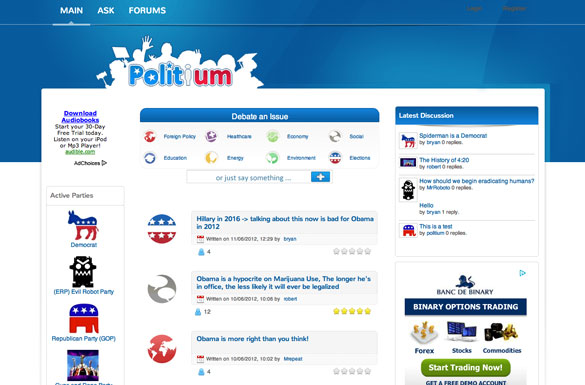 MAIN ASK FORUMS
Login Register
Politium
Download
Audiobooks
Start your 30-Day
Free Trial today.
Listen on your iPod
or Mp3 Player!
audible.com
AdChoices
Active Parties
Democrat
(ERP) Evil Robot Party
Republican Party (GOP)
Guns and Dope Party
Debate an Issue
Foreign Policy Healthcare Economy Social
Education Energy Environment Elections
or just say something ...
Hillary in 2016 -> talking about this now is bad for Obama
in 2012
Written on 11/06/2012, 12:29 by bryan
4
Obama is a hypocrite on Marijuana Use, The longer he's
in office, the less likely it will ever be legalized
Written on 10/06/2012, 10:06 by robert
12
Obama is more right than you think!
Written on 10/06/2012, 10:02 by Mrepeat
4
Latest Discussion
Spiderman is a Democrat
by bryan 0 replies.
The History of 4:20
by robert 0 replies.
How should we begin eradicating humans?
by MrRoboto 0 replies.
Hello
by bryan 1 reply.
This is a test
by politium 0 replies.
BANC DE BINARY
BINARY OPTIONS TRADING
Forex Stocks Commodities
Start Trading Now!
GET A FREE DEMO ACCOUNT